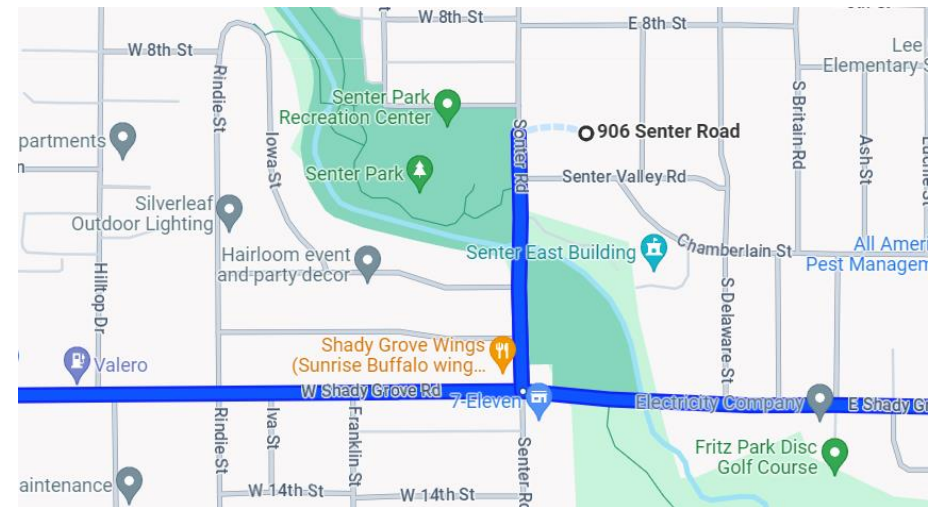 W 8th St
E 8th St
W 8th St
Lee
Elementary S
Rindie St
S Britain Rd
Senter Park
Recreation Center
Senter Rd
906 Senter Road
partments
Iowa St
Ash St
n
Senter Park
Senter Valley Rd
Silverleaf
Outdoor Lighting
Chamberlain St
All Ameri
Pest Managem
Hairloom event
and party decor
Senter East Building
Hilltop Dr
S Delaware St
Shady Grove Wings
(Sunrise Buffalo wing...
Valero
W Shady Grove Rd
7-Eleven
Electricity Company
E Shady Gr
Rindie St
Iva St
Franklin St
Senter Rd
Fritz Park Disc
Golf Course
aintenance
W 14th St
W 14th St